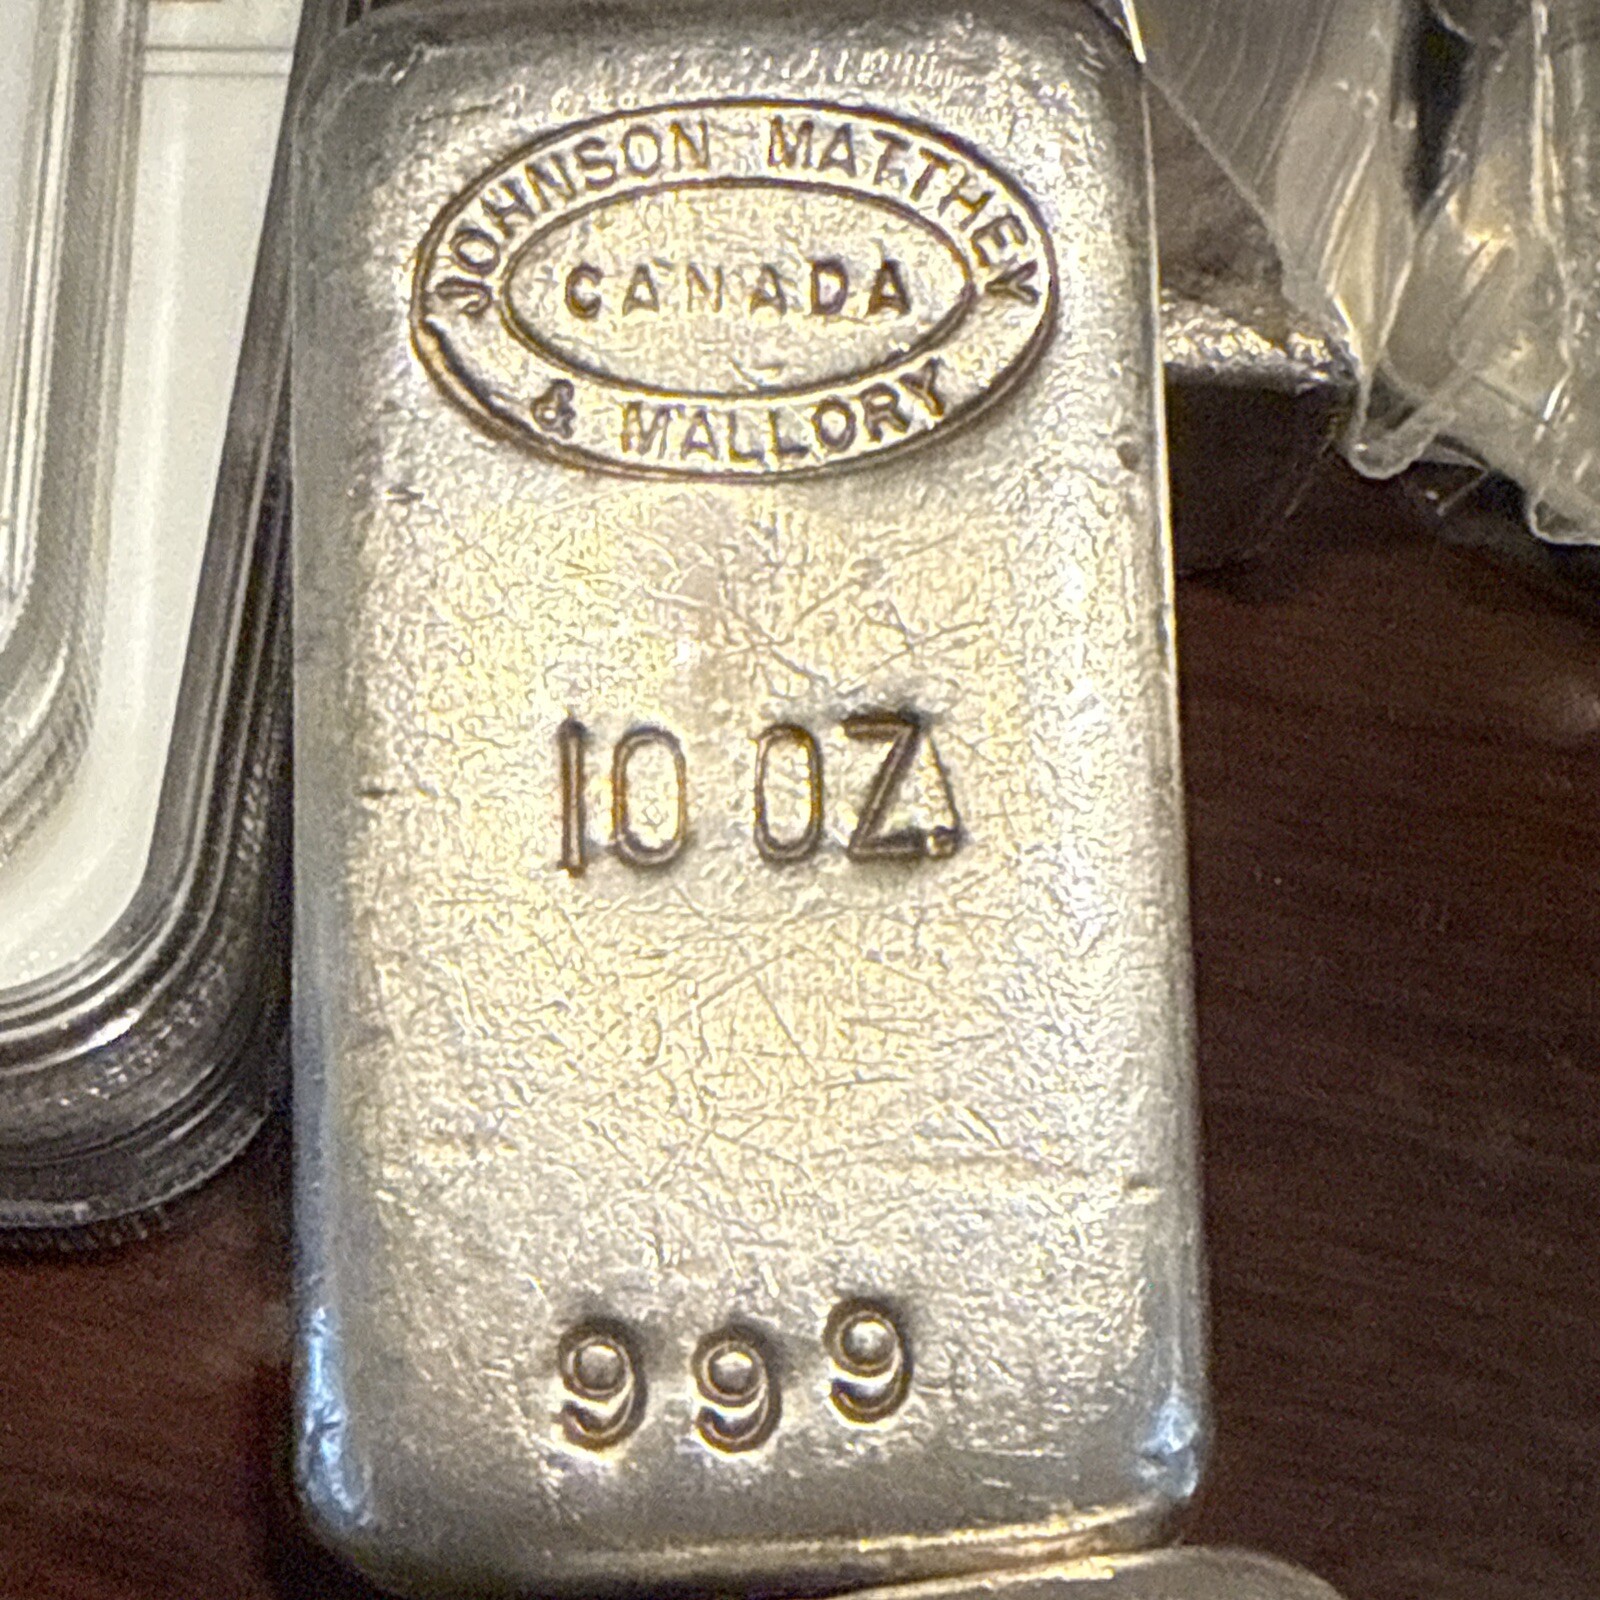 JOHNSON MATTHEY
CANADA
& MALLORY
10 OZ.
999